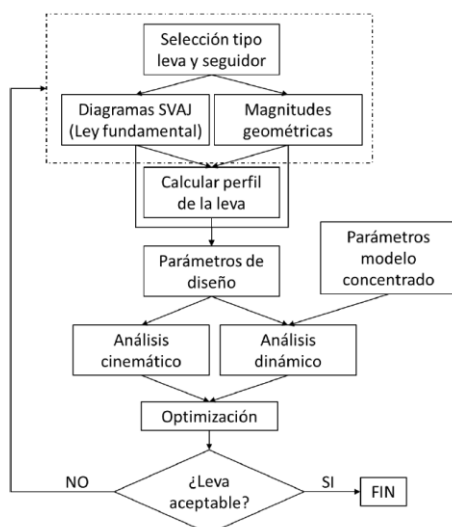 Selección tipo
leva y seguidor
Diagramas SVAJ
(Ley fundamental)
Magnitudes
geométricas
Calcular perfil
de la leva
Parámetros
modelo
concentrado
Parámetros de
diseño
Análisis
cinemático
Análisis
dinámico
Optimización
¿Leva
aceptable?
NO
SI
FIN